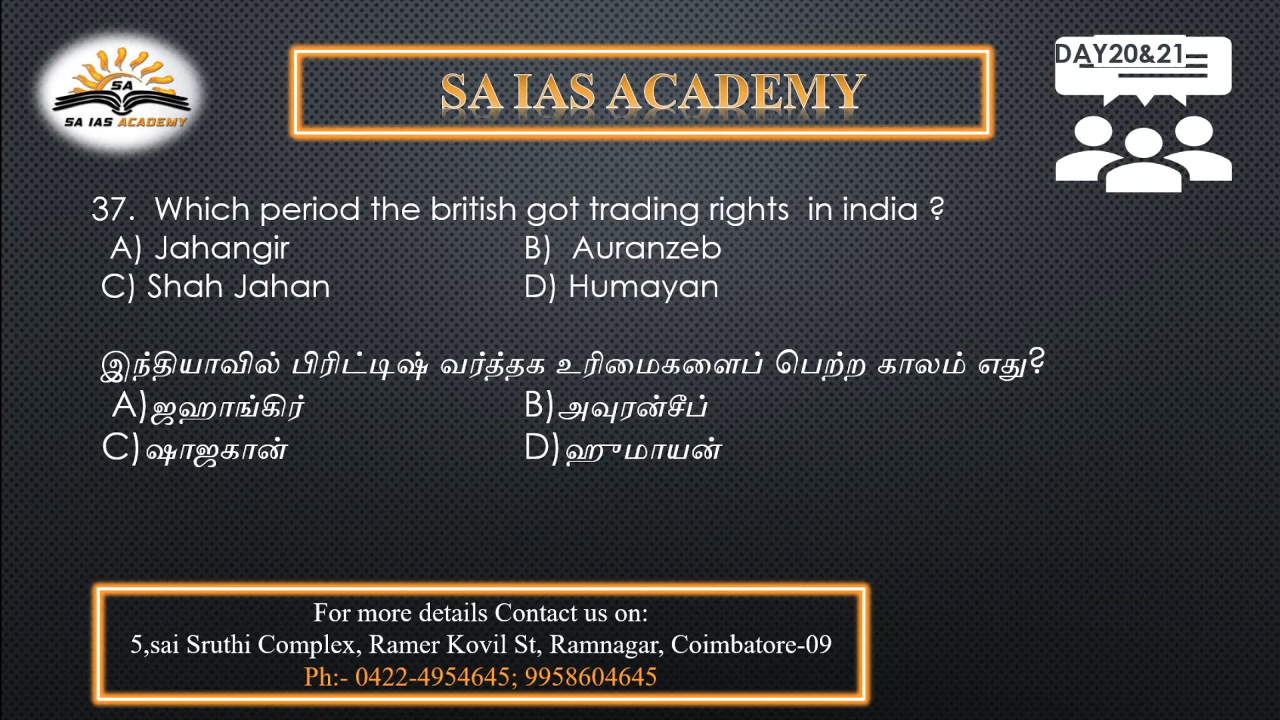 SA
SA IAS ACADEMY
SA IAS ACADEMY
DAY20&21
37. Which period the british got trading rights in india ?
A) Jahangir B) Auranzeb
C) Shah Jahan D) Humayan
இந்தியாவில் பிரிட்டிஷ் வர்த்தக உரிமைகளைப் பெற்ற காலம் எது?
A)ஜஹாங்கிர் B)அவுரன்சீப்
C)ஷாஜகான் D)ஹுமாயன்
For more details Contact us on:
5,sai Sruthi Complex, Ramer Kovil St, Ramnagar, Coimbatore-09
Ph:- 0422-4954645; 9958604645